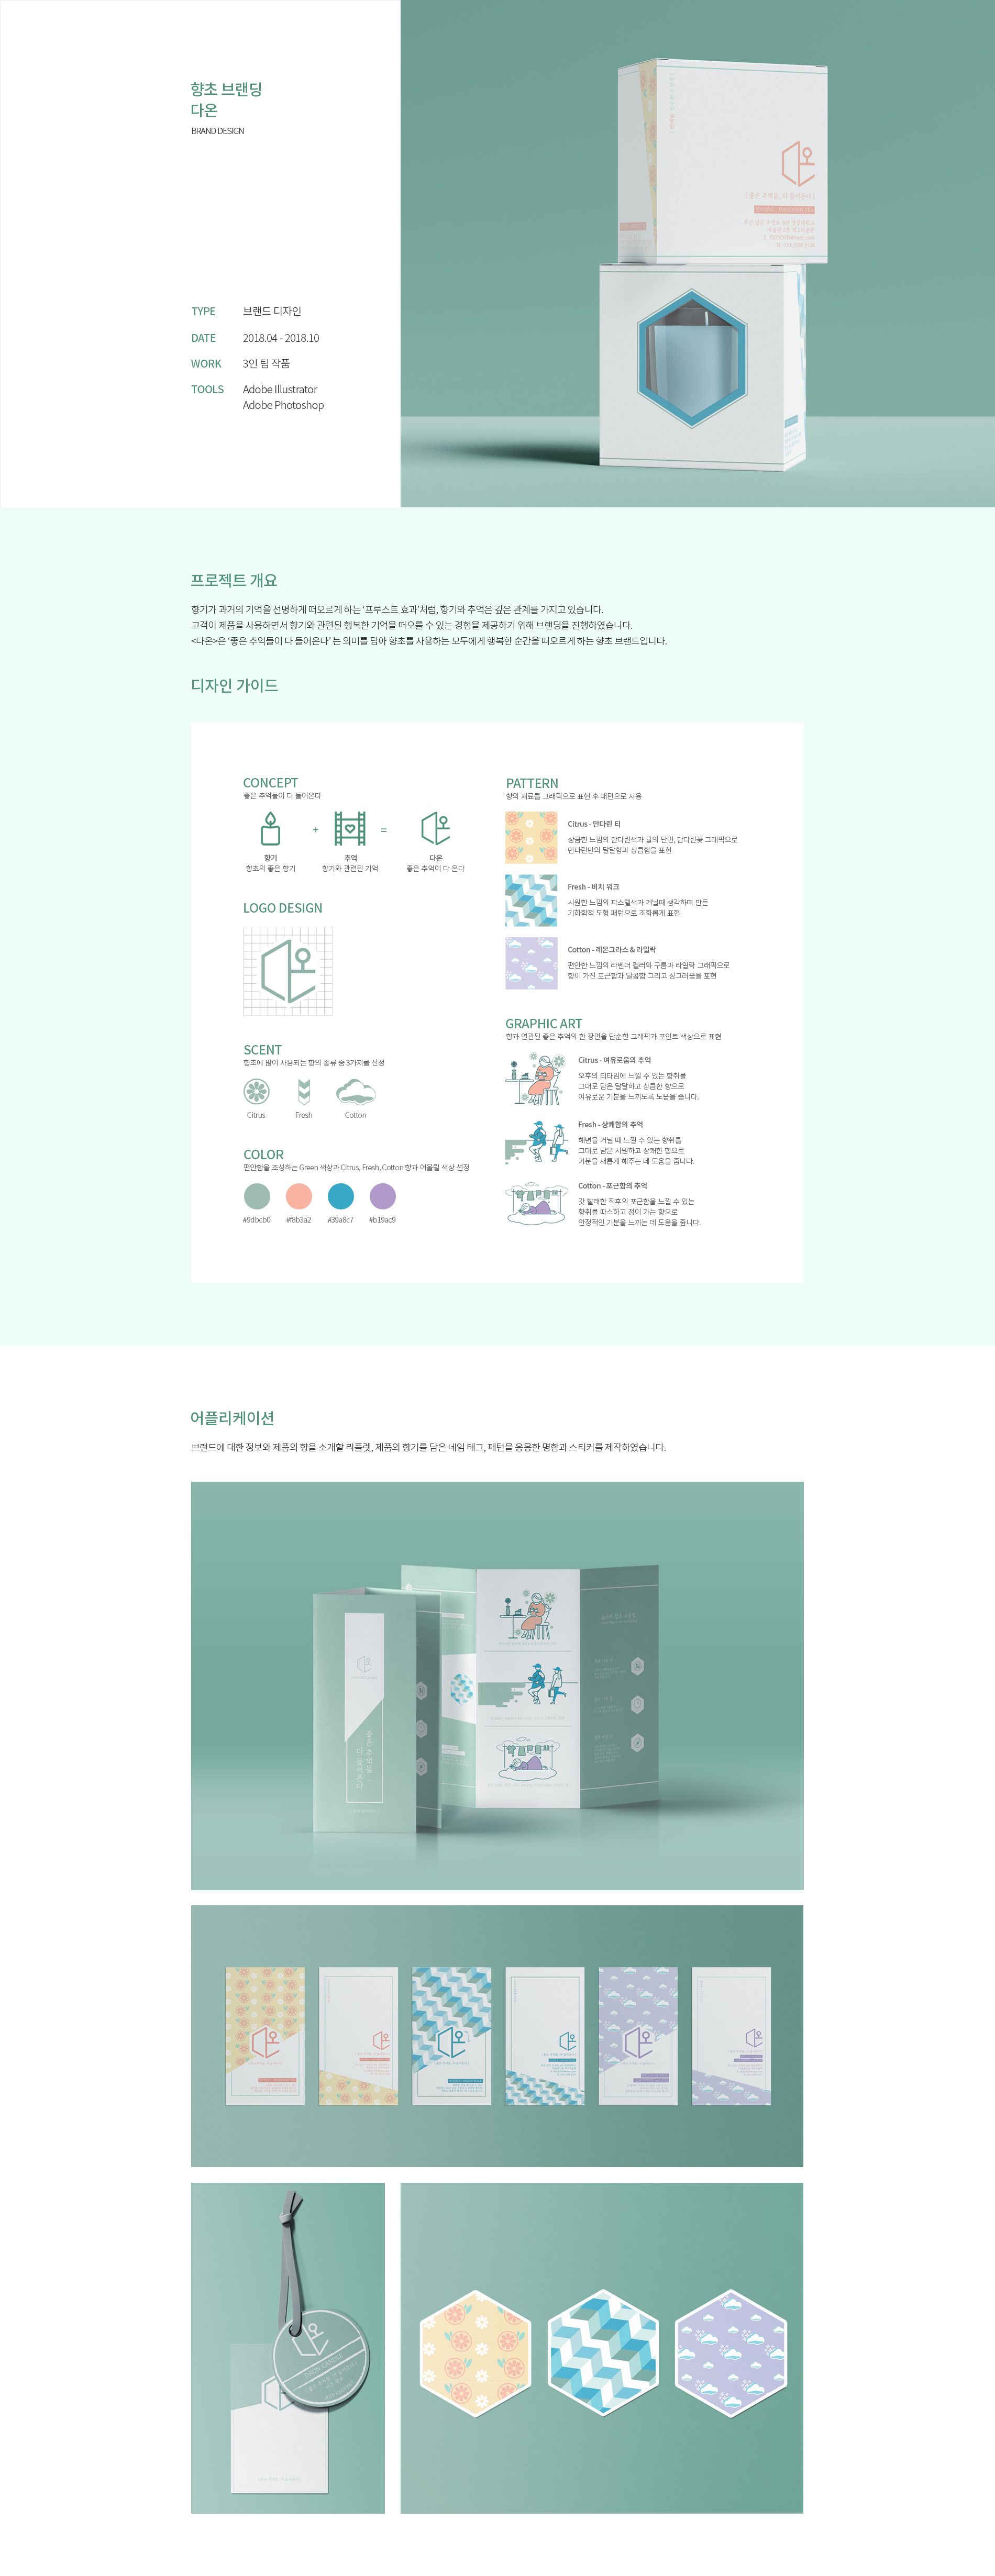 향초 브랜딩
다온
BRAND DESIGN
TYPE 브랜드 디자인
DATE 2018.04 - 2018.10
WORK 3인 팀 작품
TOOLS Adobe Illustrator
Adobe Photoshop
프로젝트 개요
향기가 과거의 기억을 선명하게 떠오르게 하는 ‘프루스트 효과’처럼, 향기와 추억은 깊은 관계를 가지고 있습니다.
고객이 제품을 사용하면서 향기와 관련된 행복한 기억을 떠오를 수 있는 경험을 제공하기 위해 브랜딩을 진행하였습니다.
<다온>은 ‘좋은 추억들이 다 들어온다’ 는 의미를 담아 향초를 사용하는 모두에게 행복한 순간을 떠오르게 하는 향초 브랜드입니다.
디자인 가이드
CONCEPT
좋은 추억들이 다 들어온다
+ =
향기 추억 다온
향초의 좋은 향기 향기와 관련된 기억 좋은 추억이 다 온다
LOGO DESIGN
SCENT
향초에 많이 사용되는 향의 종류 중 3가지를 선정
Citrus Fresh Cotton
COLOR
편안함을 조성하는 Green 색상과 Citrus, Fresh, Cotton 향과 어울릴 색상 선정
#9dbcb0 #f8b3a2 #39a8c7 #b19ac9
PATTERN
향의 재료를 그래픽으로 표현 후 패턴으로 사용
Citrus - 만다린 티
상큼한 느낌의 만다린색과 귤의 단면, 만다린꽃 그래픽으로
만다린만의 달달함과 상큼함을 표현
Fresh - 비치 워크
시원한 느낌의 파스텔색과 거닐때 생각하며 만든
기하학적 도형 패턴으로 조화롭게 표현
Cotton - 레몬그라스 & 라일락
편안한 느낌의 라벤더 컬러와 구름과 라일락 그래픽으로
향이 가진 포근함과 달콤함 그리고 싱그러움을 표현
GRAPHIC ART
향과 연관된 좋은 추억의 한 장면을 단순한 그래픽과 포인트 색상으로 표현
Citrus - 여유로움의 추억
오후의 티타임에 느낄 수 있는 향취를
그대로 담은 달달하고 상큼한 향으로
여유로운 기분을 느끼도록 도움을 줍니다.
Fresh - 상쾌함의 추억
해변을 거닐 때 느낄 수 있는 향취를
그대로 담은 시원하고 상쾌한 향으로
기분을 새롭게 해주는 데 도움을 줍니다.
Cotton - 포근함의 추억
갓 빨래한 직후의 포근함을 느낄 수 있는
향취를 따스하고 정이 가는 향으로
안정적인 기분을 느끼는 데 도움을 줍니다.
어플리케이션
브랜드에 대한 정보와 제품의 향을 소개할 리플렛, 제품의 향기를 담은 네임 태그, 패턴을 응용한 명함과 스티커를 제작하였습니다.
좋은 추억들,
다 들어온다